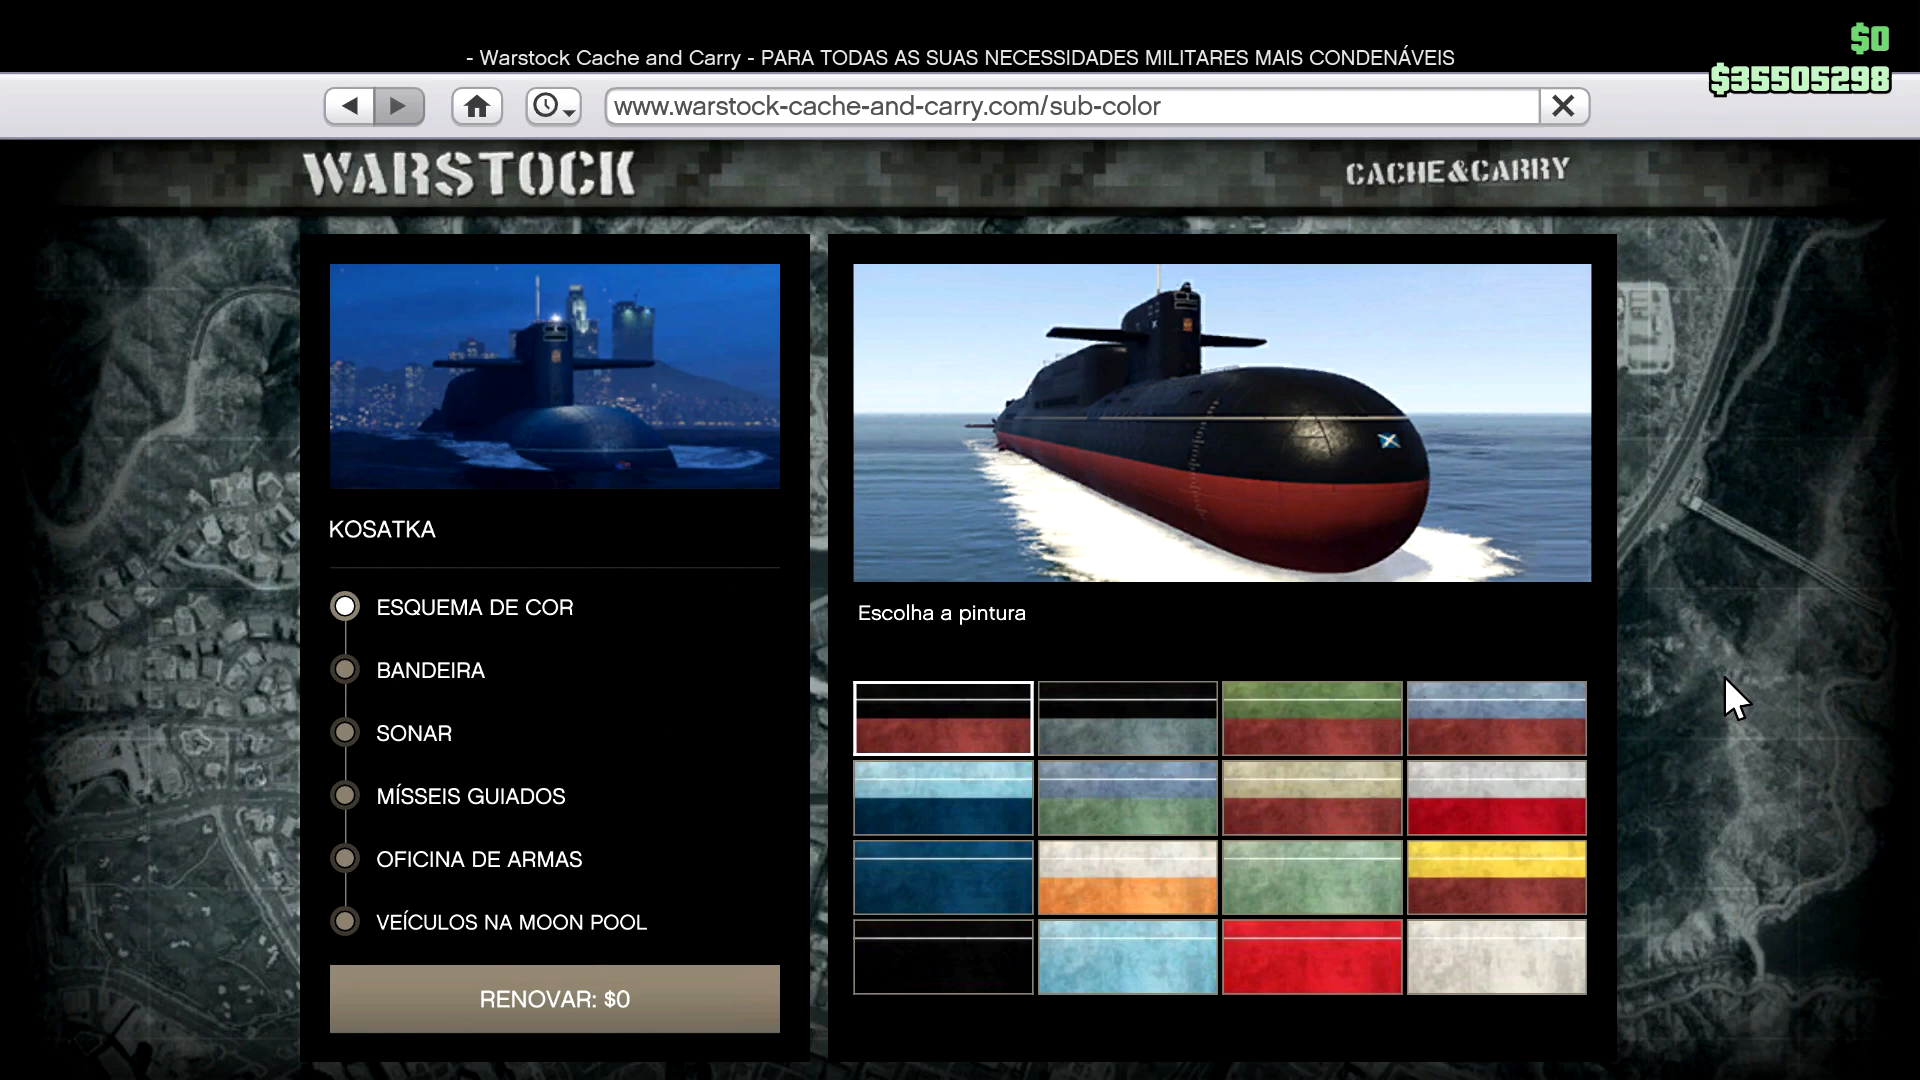 $0
- Warstock Cache and Carry - PARA TODAS AS SUAS NECESSIDADES MILITARES MAIS CONDENÁVEIS
$35505298
www.warstock-cache-and-carry.com/sub-color
WARSTOCK
CACHE&CARRY
KOSATKA
ESQUEMA DE COR
BANDEIRA
SONAR
MÍSSEIS GUIADOS
OFICINA DE ARMAS
VEÍCULOS NA MOON POOL
RENOVAR: $0
Escolha a pintura